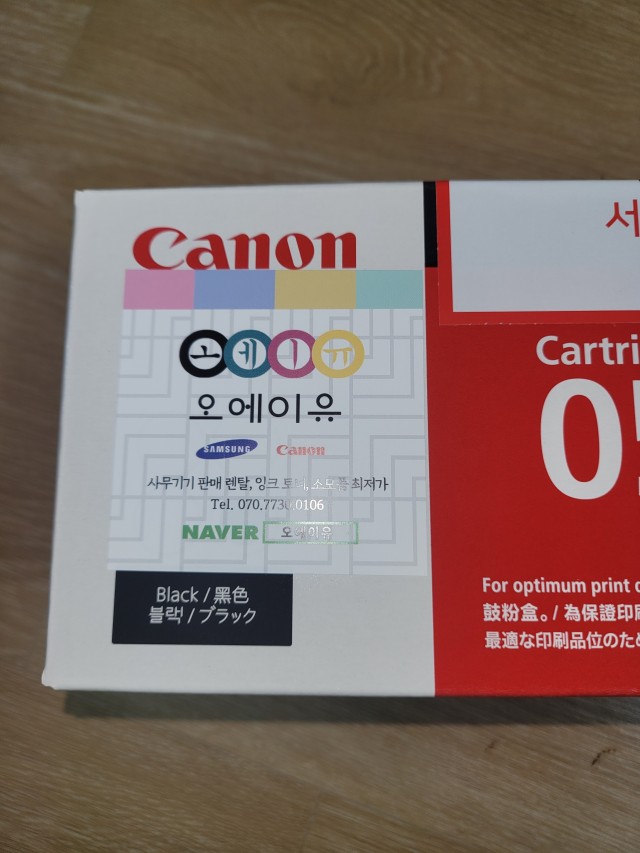 Canon
오에이유
오에이유
SAMSUNG Canon
사무기기 판매 렌탈, 잉크 토너, 소모품 최저가
Tel. 070.7730.0106
NAVER 오에이유
Black / 黑色
블랙 / ブラック
세
Cartri
0
For optimum print
鼓粉盒。/ 為保證印刷
最適な印刷品位のため